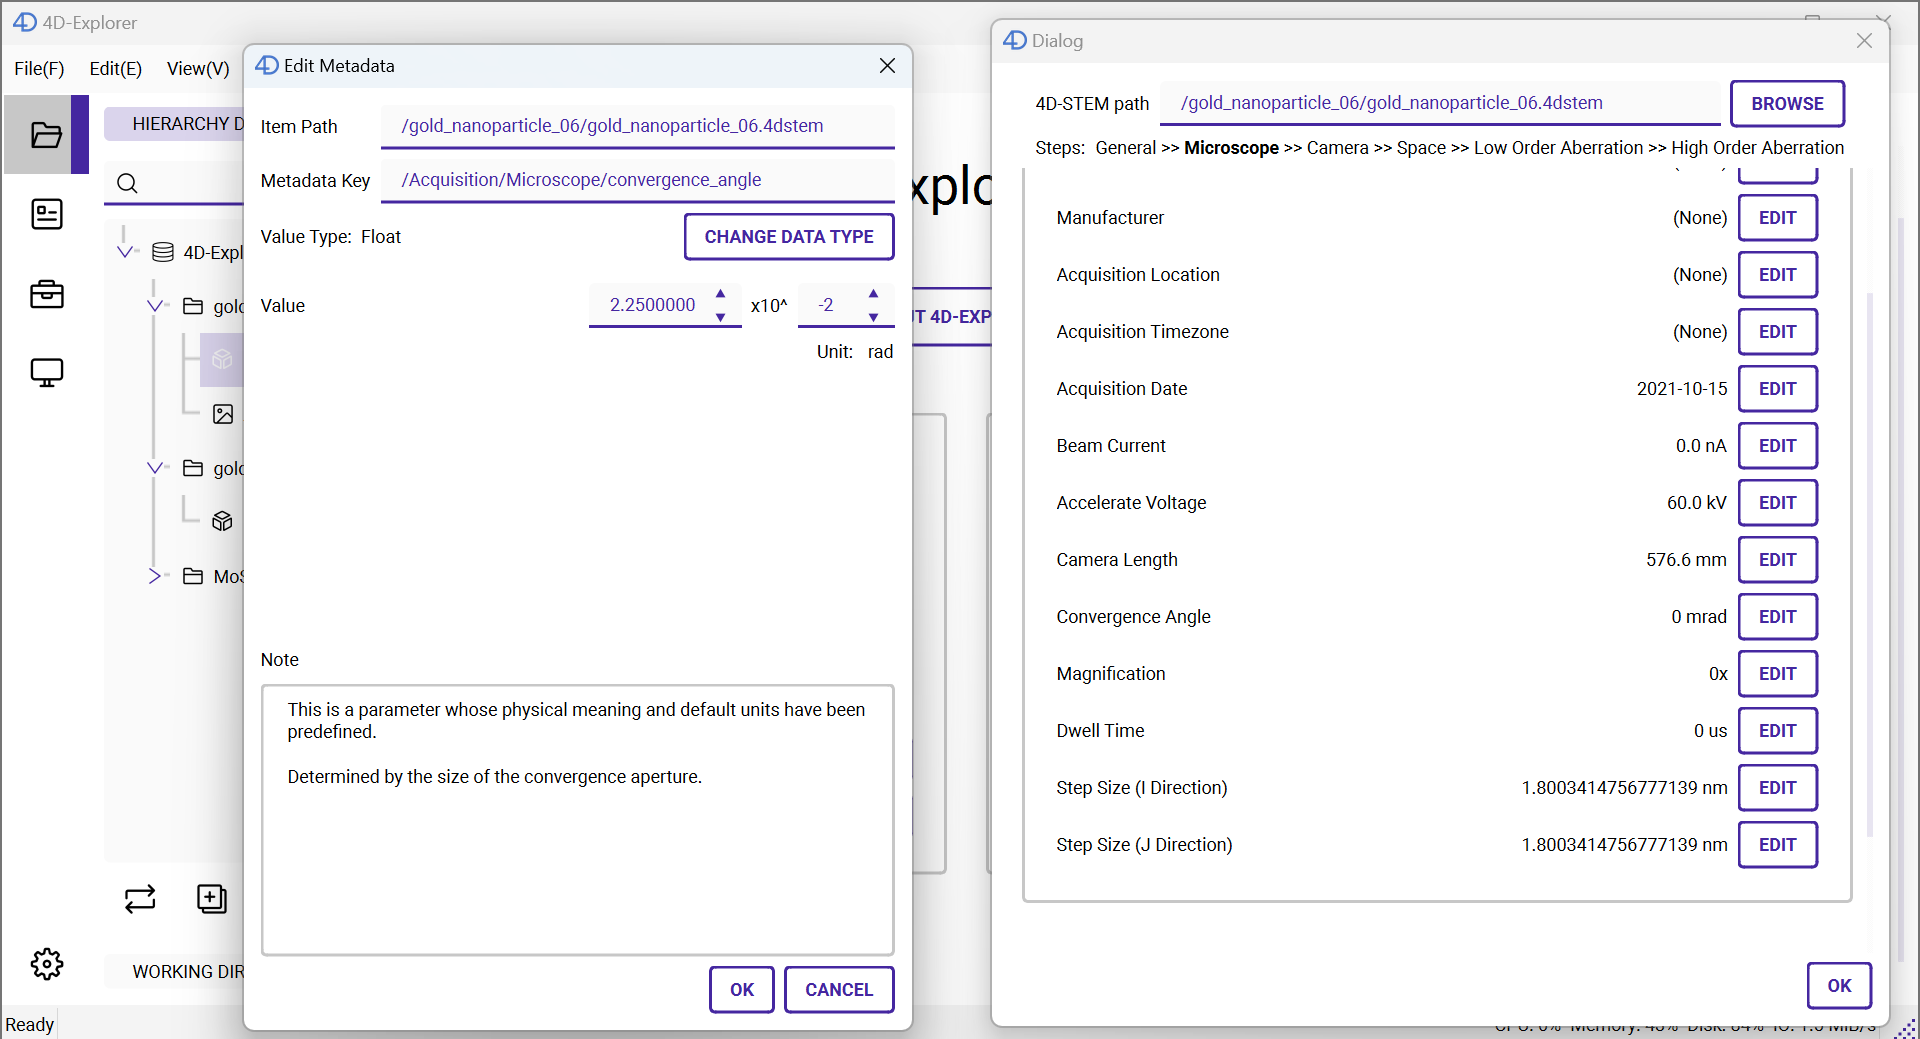 4D-Explorer
File(F) Edit(E) View(V)
HIERARCHY D
4D-Expl
gold
gold
MoS
WORKING DIR
Ready
xplo
UT 4D-EXP
Edit Metadata
Item Path /gold_nanoparticle_06/gold_nanoparticle_06.4dstem
Metadata Key /Acquisition/Microscope/convergence_angle
Value Type: Float CHANGE DATA TYPE
Value 2.2500000 x10^ -2
Unit: rad
Note
This is a parameter whose physical meaning and default units have been
predefined.
Determined by the size of the convergence aperture.
OK CANCEL
4D Dialog
4D-STEM path /gold_nanoparticle_06/gold_nanoparticle_06.4dstem BROWSE
Steps: General >> Microscope >> Camera >> Space >> Low Order Aberration >> High Order Aberration
Manufacturer (None) EDIT
Acquisition Location (None) EDIT
Acquisition Timezone (None) EDIT
Acquisition Date 2021-10-15 EDIT
Beam Current 0.0 nA EDIT
Accelerate Voltage 60.0 kV EDIT
Camera Length 576.6 mm EDIT
Convergence Angle 0 mrad EDIT
Magnification 0x EDIT
Dwell Time 0 us EDIT
Step Size (I Direction) 1.8003414756777139 nm EDIT
Step Size (J Direction) 1.8003414756777139 nm EDIT
OK